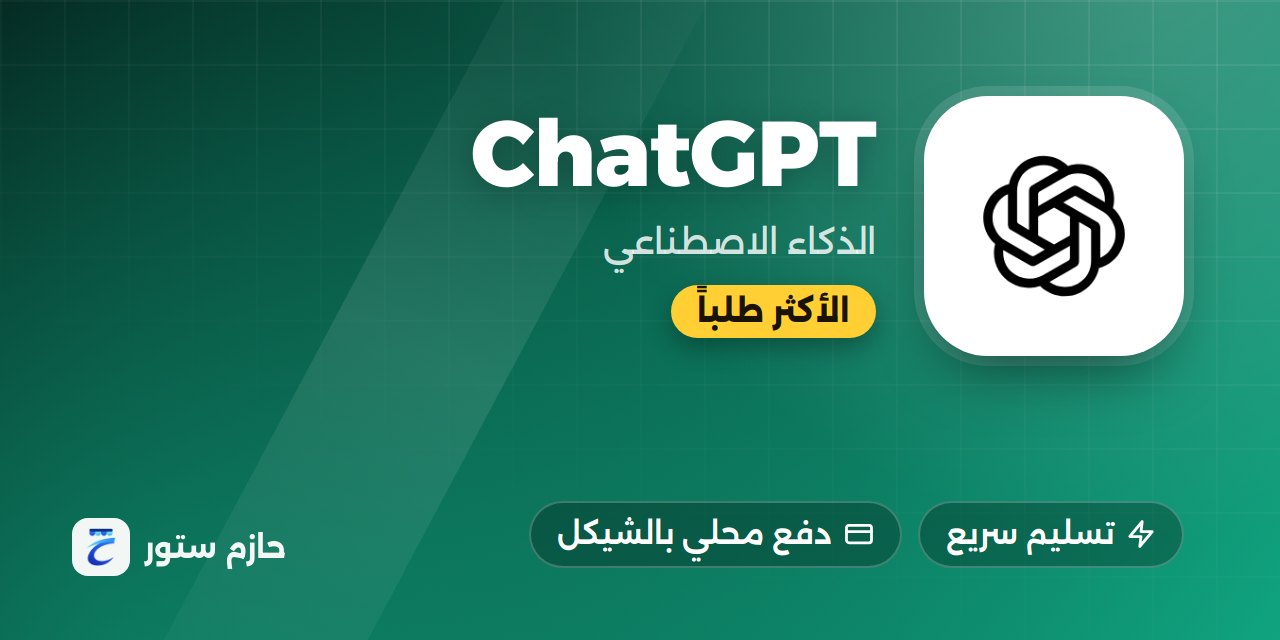 ChatGPT
الذكاء الاصطناعي
الأكثر طلباً
تسليم سريع
دفع محلي بالشيكل
حازم ستور